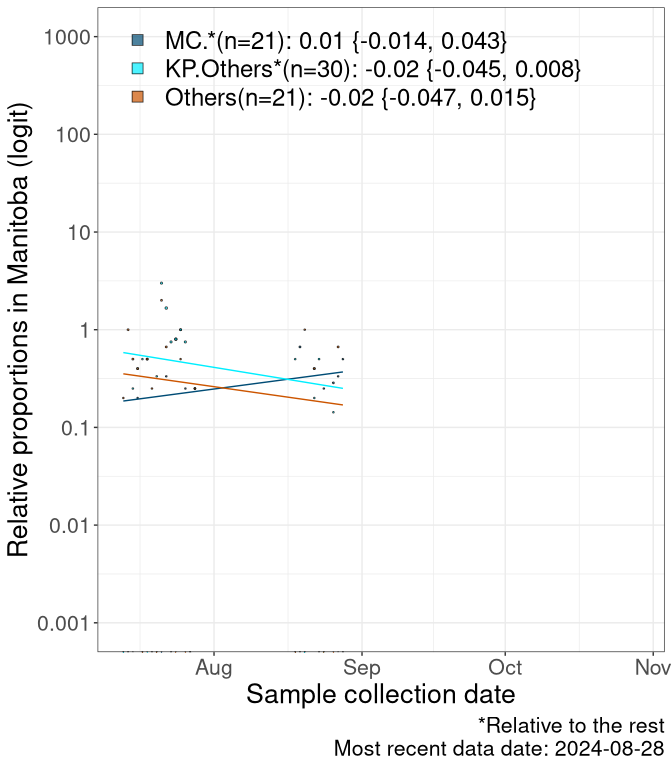 MC.*(n=21): 0.01 {-0.014, 0.043}
KP.Others*(n=30): -0.02 {-0.045, 0.008}
Others(n=21): -0.02 {-0.047, 0.015}
Relative proportions in Manitoba (logit)
1000
100
10
1
0.1
0.01
0.001
Aug Sep Oct Nov
Sample collection date
*Relative to the rest
Most recent data date: 2024-08-28